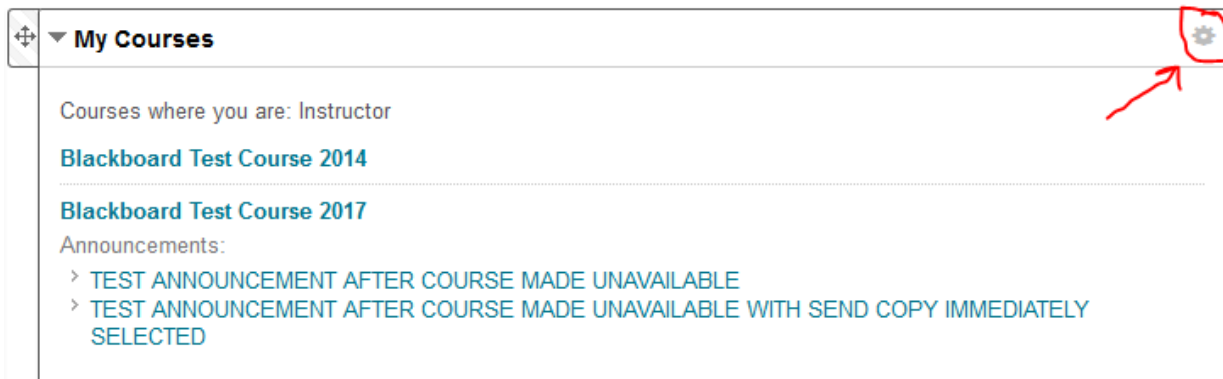 My Courses
Courses where you are: Instructor
Blackboard Test Course 2014
Blackboard Test Course 2017
Announcements:
TEST ANNOUNCEMENT AFTER COURSE MADE UNAVAILABLE
TEST ANNOUNCEMENT AFTER COURSE MADE UNAVAILABLE WITH SEND COPY IMMEDIATELY
SELECTED